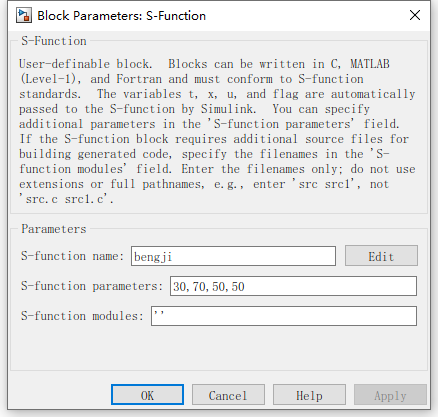 Block Parameters: S-Function
S-Function
User-definable block.  Blocks can be written in C, MATLAB
(Level-1), and Fortran and must conform to S-function
standards.  The variables t, x, u, and flag are automatically
passed to the S-function by Simulink.  You can specify
additional parameters in the 'S-function parameters' field.
If the S-function block requires additional source files for
building generated code, specify the filenames in the 'S-
function modules' field. Enter the filenames only; do not use
extensions or full pathnames, e.g., enter 'src src1', not
'src.c src1.c'.
Parameters
S-function name: bengji Edit
S-function parameters: 30,70,50,50
S-function modules: ''
OK Cancel Help Apply